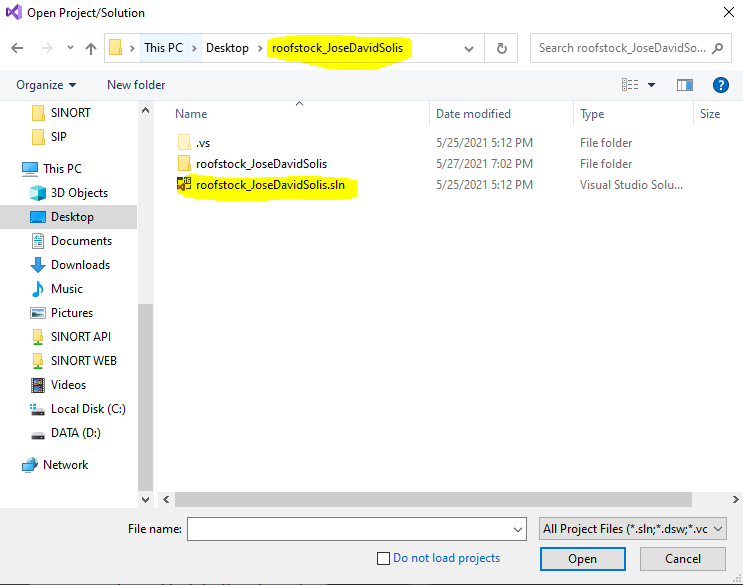 Open Project/Solution
This PC > Desktop > roofstock_JoseDavidSolis
Search roofstock_JoseDavidSo...
Organize
New folder
SINORT
SIP
This PC
3D Objects
Desktop
Documents
Downloads
Music
Pictures
SINORT API
SINORT WEB
Videos
Local Disk (C:)
DATA (D:)
Network
Name Date modified Type Size
.vs 5/25/2021 5:12 PM File folder
roofstock_JoseDavidSolis 5/27/2021 7:02 PM File folder
roofstock_JoseDavidSolis.sln 5/25/2021 5:12 PM Visual Studio Solu...
File name:
All Project Files (*.sln;*.dsw;*.vc
Do not load projects
Open
Cancel